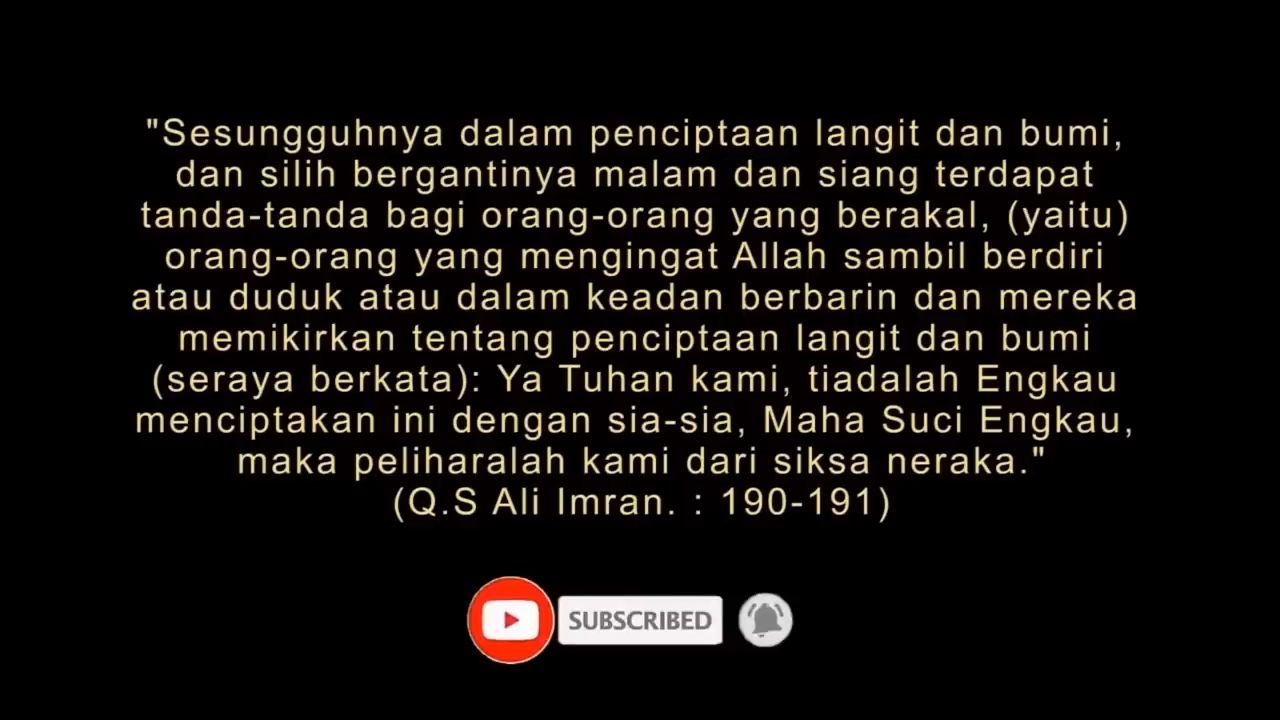 "Sesungguhnya dalam penciptaan langit dan bumi,
dan silih bergantinya malam dan siang terdapat
tanda-tanda bagi orang-orang yang berakal, (yaitu)
orang-orang yang mengingat Allah sambil berdiri
atau duduk atau dalam keadan berbarin dan mereka
memikirkan tentang penciptaan langit dan bumi
(seraya berkata): Ya Tuhan kami, tiadalah Engkau
menciptakan ini dengan sia-sia, Maha Suci Engkau,
maka peliharalah kami dari siksa neraka."
(Q.S Ali Imran. : 190-191)
SUBSCRIBED